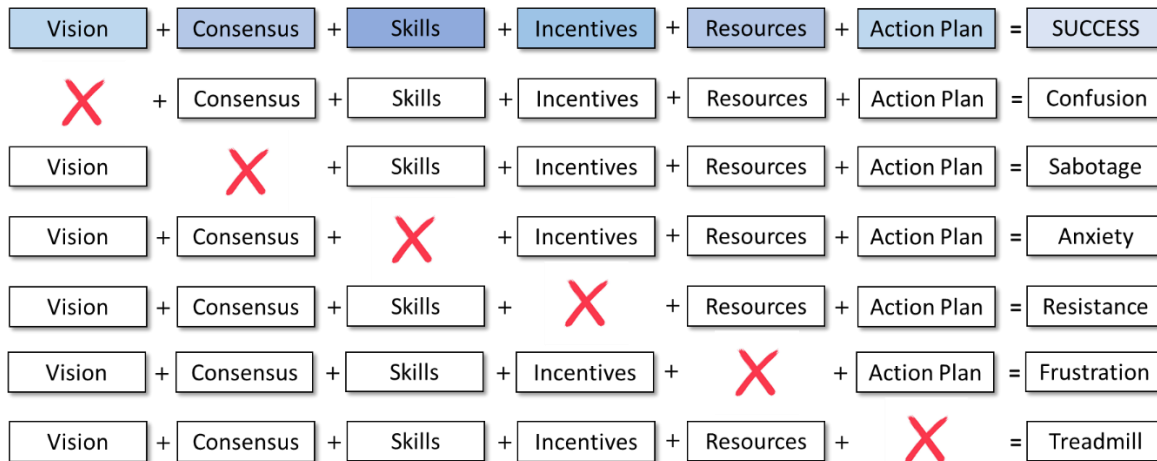 Vision + Consensus + Skills + Incentives + Resources + Action Plan = SUCCESS
+ Consensus + Skills + Incentives + Resources + Action Plan = Confusion
Vision + Skills + Incentives + Resources + Action Plan = Sabotage
Vision + Consensus + + Incentives + Resources + Action Plan = Anxiety
Vision + Consensus + Skills + + Resources + Action Plan = Resistance
Vision + Consensus + Skills + Incentives + + Action Plan = Frustration
Vision + Consensus + Skills + Incentives + Resources + = Treadmill